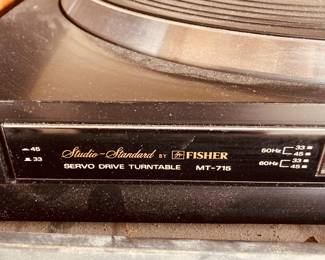 45
33
Studio-Standard BY FISHER
SERVO DRIVE TURNTABLE MT-715
50Hz 33
45
60Hz 33
45